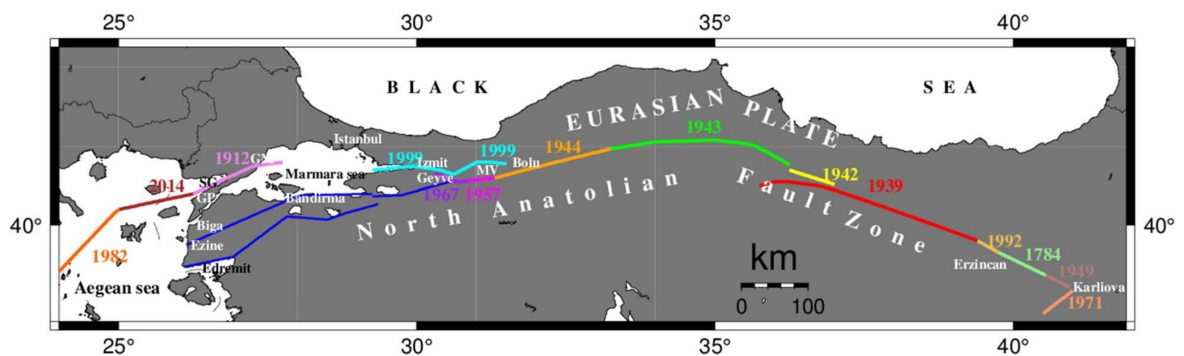 25° 30° 35° 40°
BLACK SEA
EURASIAN PLATE
Istanbul
1943
1999 1999
1944
1912 GN
Izmit
Bolu
MV
Marmara sea
Geyve
1942
2014 SG
1967 1957
1939
GP
Bandirma
North Anatolian Fault Zone
40° 40°
Biga
Ezine
1992
1982
Edremit
km
Erzincan
1784
1949
Aegean sea
0 100
Karliova
1971
25° 30° 35° 40°